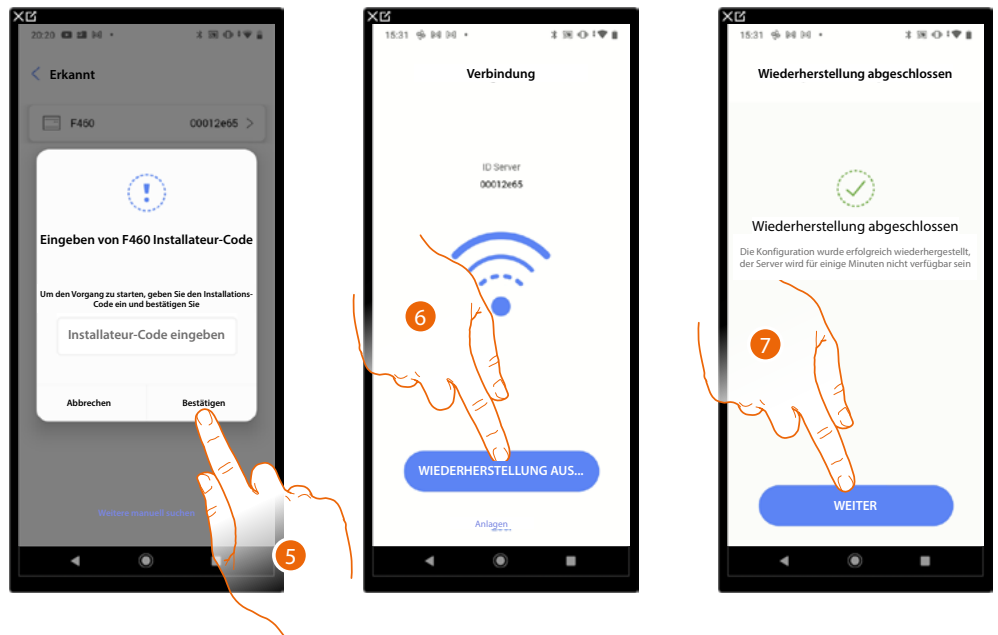 20:20
Erkannt
F460
00012e65
Eingeben von F460 Installateur-Code
Um den Vorgang zu starten, geben Sie den Installations-
Code ein und bestätigen Sie
Installateur-Code eingeben
Abbrechen
Bestätigen
Weitere manuell suchen
5
15:31
Verbindung
ID Server
00012e65
6
WIEDERHERSTELLUNG AUS...
Anlagen
15:31
Wiederherstellung abgeschlossen
Wiederherstellung abgeschlossen
Die Konfiguration wurde erfolgreich wiederhergestellt,
der Server wird für einige Minuten nicht verfügbar sein
7
WEITER